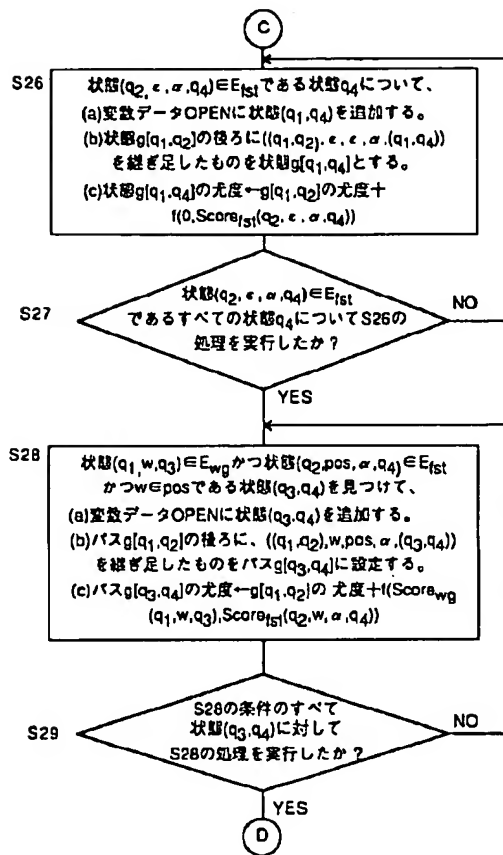 C
S26
状態(q2,ε,α,q4)∈Efstである状態q4について、
(a)変数データOPENに状態(q1,q4)を追加する。
(b)状態g[q1,q2]の後ろに((q1,q2),ε,ε,α,(q1,q4))
を継ぎ足したものを状態g[q1,q4]とする。
(c)状態g[q1,q4]の尤度←g[q1,q2]の尤度+
f(0,Scorefst(q2,ε,α,q4))
S27
状態(q2,ε,α,q4)∈Efst
であるすべての状態q4についてS26の
処理を実行したか?
NO
YES
S28
状態(q1,w,q3)∈Ewgかつ状態(q2,pos,α,q4)∈Efst
かつw∈posである状態(q3,q4)を見つけて、
(a)変数データOPENに状態(q3,q4)を追加する。
(b)パスg[q1,q2]の後ろに、((q1,q2),w,pos,α,(q3,q4))
を継ぎ足したものをパスg[q3,q4]に設定する。
(c)パスg[q3,q4]の尤度←g[q1,q2]の 尤度+f(Scorewg
(q1,w,q3),Scorefst(q2,w,α,q4))
S29
S28の条件のすべて
状態(q3,q4)に対して
S28の処理を実行したか?
NO
YES
D